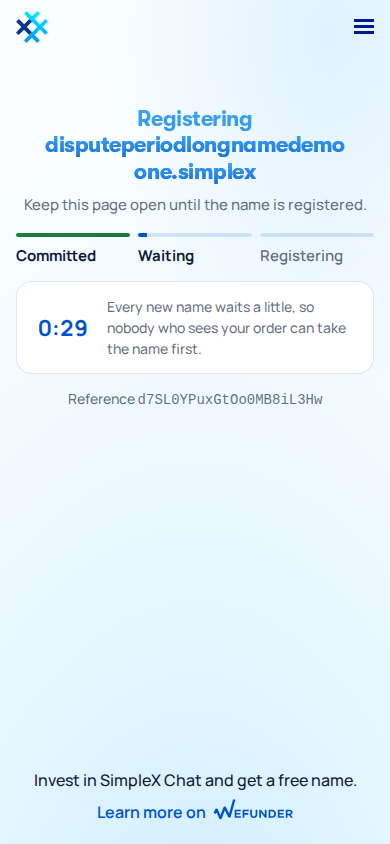 Registering
disputeperiodlongnamedemo
one.simplex
Keep this page open until the name is registered.
Committed
Waiting
Registering
0:29
Every new name waits a little, so
nobody who sees your order can take
the name first.
Reference d7SL0YPuxGtOo0MB8iL3Hw
Invest in SimpleX Chat and get a free name.
Learn more on WEFUNDER